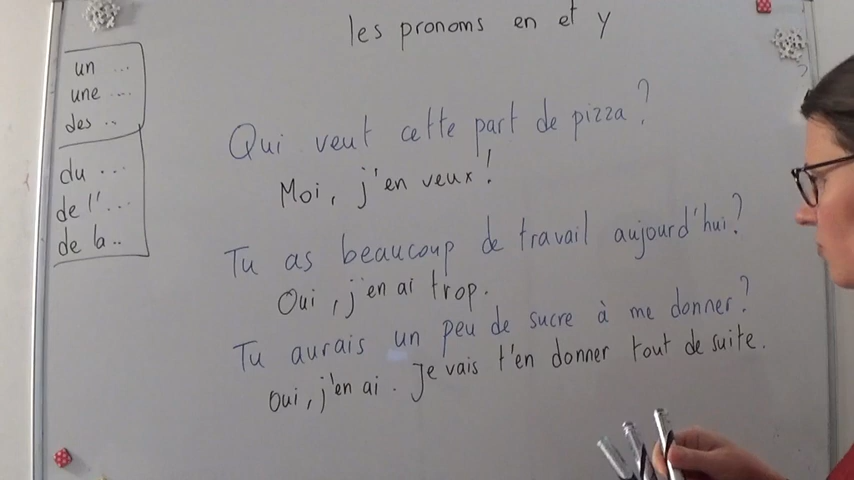 les pronoms en et y
un ...
une ....
des ..
du ...
de l'...
de la..
Qui veut cette part de pizza ?
Moi, j'en veux !
Tu as beaucoup de travail aujourd'hui ?
Oui, j'en ai trop.
Tu aurais un peu de sucre à me donner ?
Oui, j'en ai. Je vais t'en donner tout de suite.